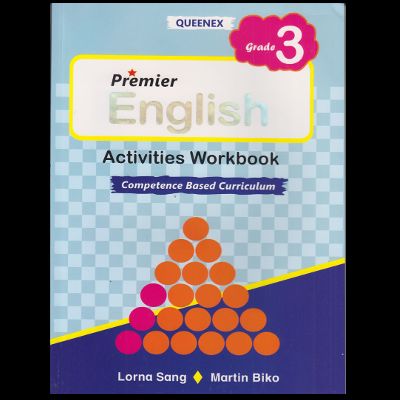 QUEENEX
Grade 3
Premier
English
Activities Workbook
Competence Based Curriculum
Lorna Sang Martin Biko